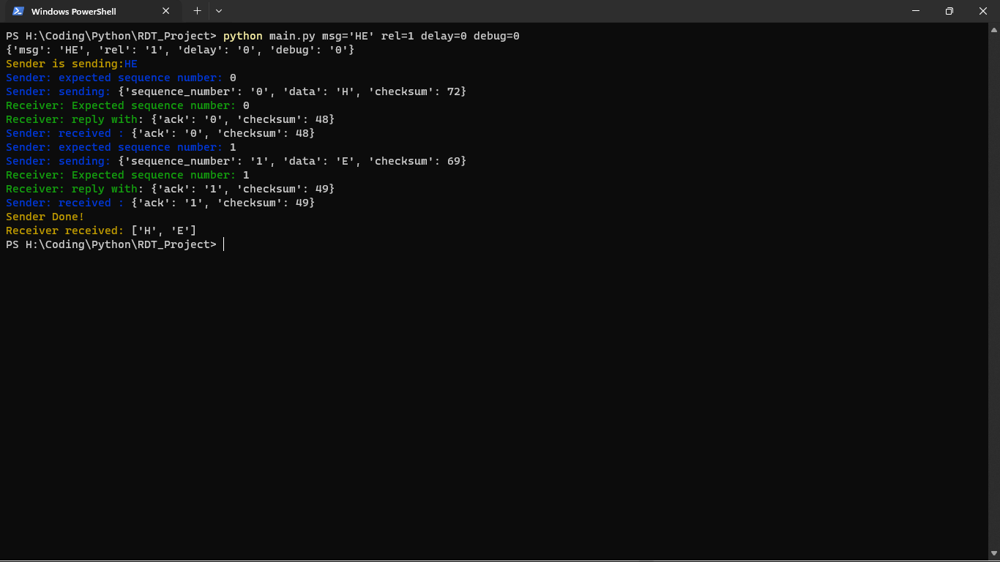 Windows PowerShell
PS H:\Coding\Python\RDT_Project> python main.py msg='HE' rel=1 delay=0 debug=0
{'msg': 'HE', 'rel': '1', 'delay': '0', 'debug': '0'}
Sender is sending:HE
Sender: expected sequence number: 0
Sender: sending: {'sequence_number': '0', 'data': 'H', 'checksum': 72}
Receiver: Expected sequence number: 0
Receiver: reply with: {'ack': '0', 'checksum': 48}
Sender: received : {'ack': '0', 'checksum': 48}
Sender: expected sequence number: 1
Sender: sending: {'sequence_number': '1', 'data': 'E', 'checksum': 69}
Receiver: Expected sequence number: 1
Receiver: reply with: {'ack': '1', 'checksum': 49}
Sender: received : {'ack': '1', 'checksum': 49}
Sender Done!
Receiver received: ['H', 'E']
PS H:\Coding\Python\RDT_Project>